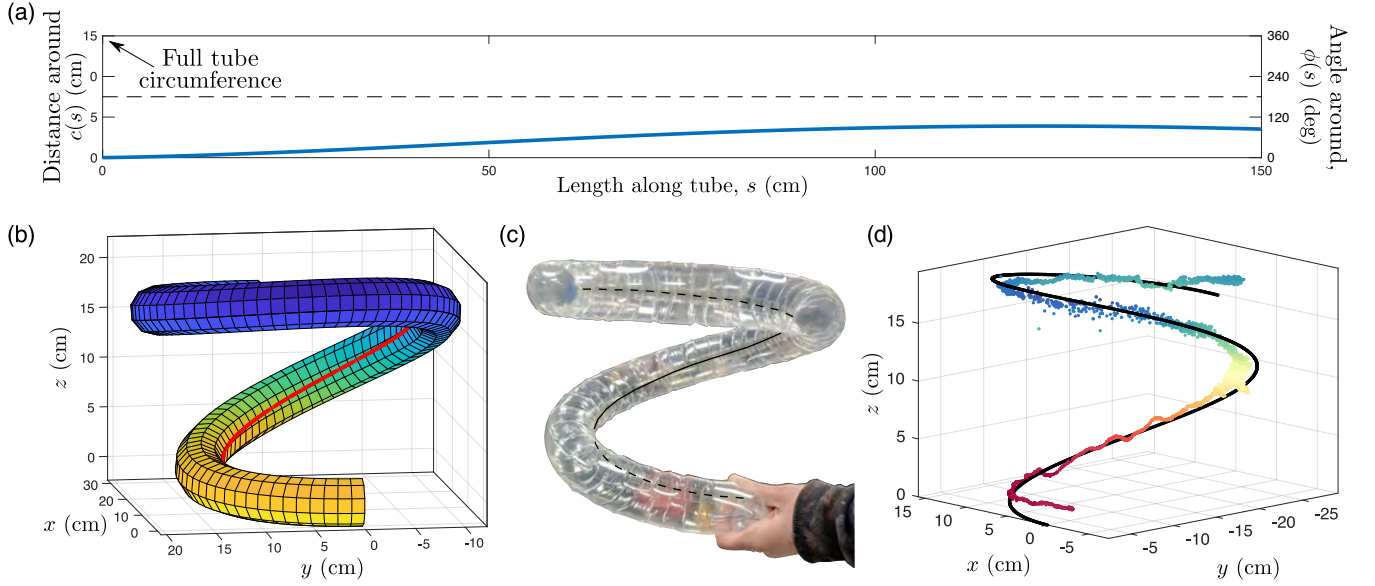 (a)
Distance around
c(s) (cm)
15
0
5
0
Full tube
circumference
360
240
120
0
Angle around,
ϕ(s) (deg)
0
50
100
150
Length along tube, s (cm)
(b)
20
15
10
5
0
z (cm)
30
20
10
0
x (cm)
20
15
10
5
0
-5
-10
y (cm)
(c)
(d)
15
10
5
0
z (cm)
15
10
5
0
-5
x (cm)
-5
-10
-15
-20
-25
y (cm)